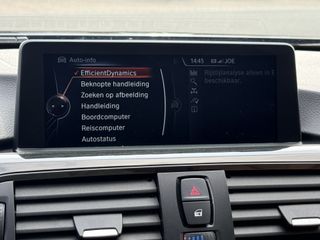 Auto-info
14:45 JOE
✓ EfficientDynamics
Beknopte handleiding
Zoeken op afbeelding
Handleiding
Boordcomputer
Reiscomputer
Autostatus
Rijstijlanalyse alleen in
beschikbaar.